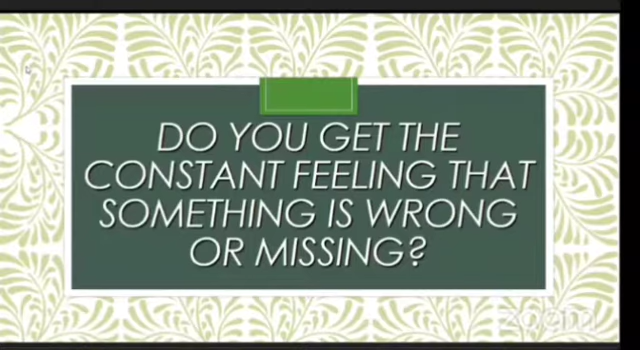 DO YOU GET THE
CONSTANT FEELING THAT
SOMETHING IS WRONG
OR MISSING?
zoom